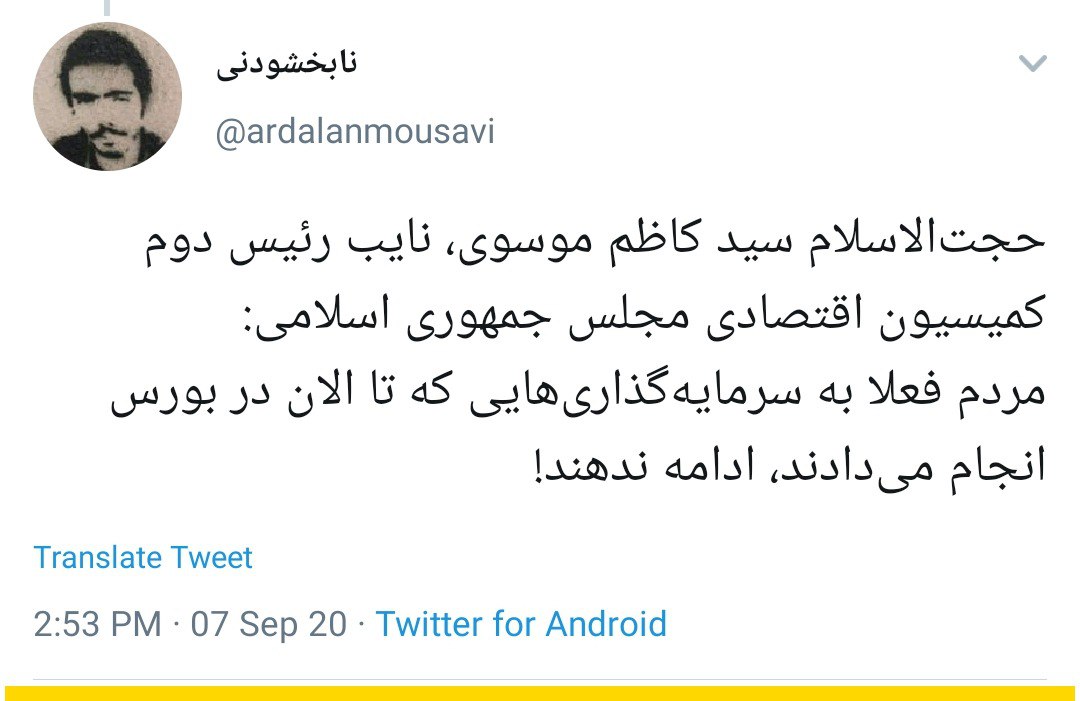 نابخشودنی
@ardalanmousavi
حجت‌الاسلام سید کاظم موسوی، نایب رئیس دوم
کمیسیون اقتصادی مجلس جمهوری اسلامی:
مردم فعلا به سرمایه‌گذاری‌هایی که تا الان در بورس
انجام می‌دادند، ادامه ندهند!
Translate Tweet
2:53 PM · 07 Sep 20 · Twitter for Android